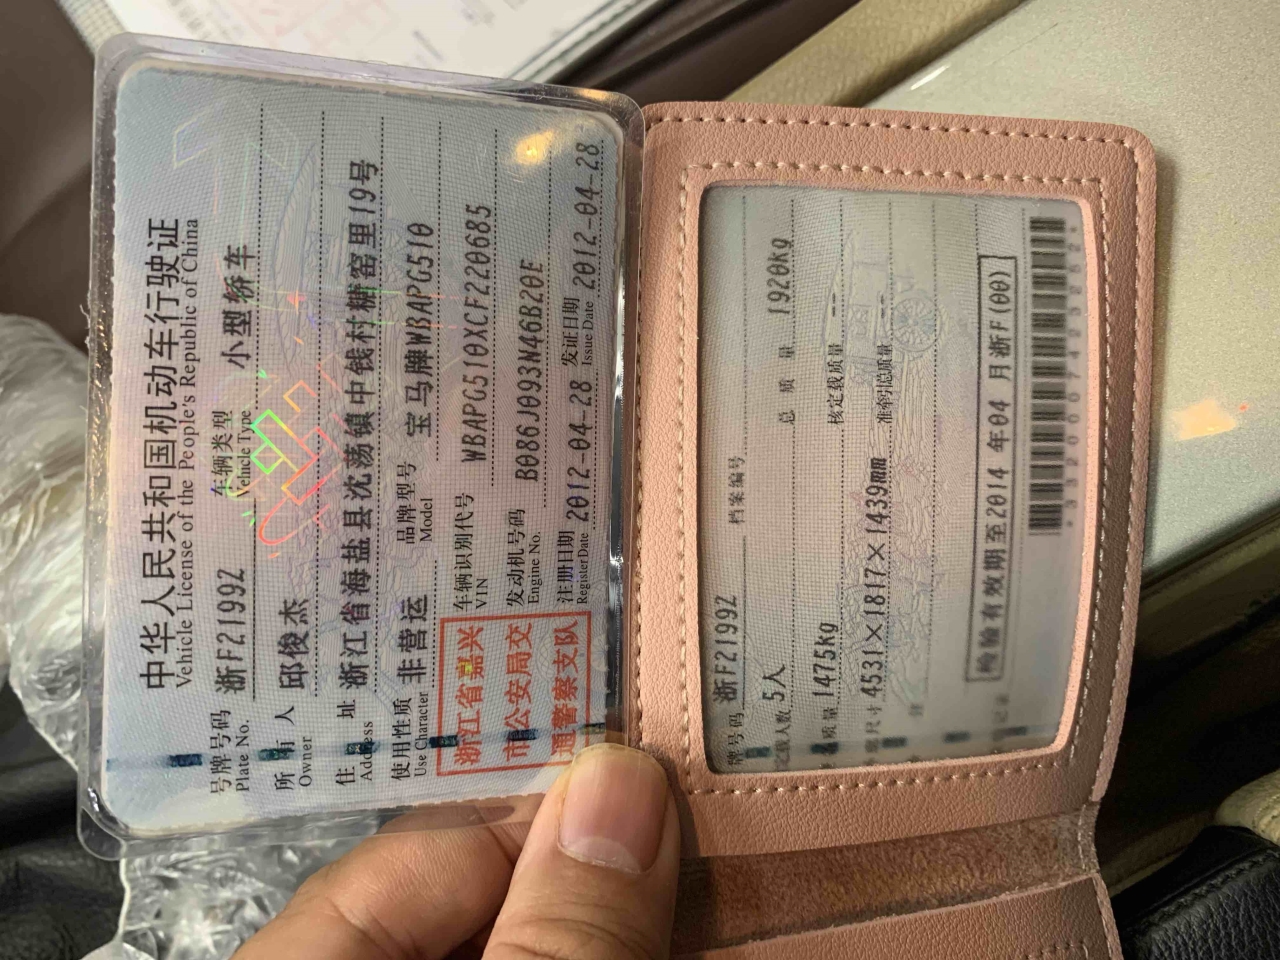 中华人民共和国机动车行驶证
Vehicle License of the People's Republic of China
号牌号码 浙FZ199Z 车辆类型 小型轿车
Plate No. Vehicle Type
所有人 邱俊杰
Owner
住址 浙江省海盐县沈荡镇中钱村糖窑里19号
Address
使用性质 非营运 品牌型号 宝马牌WBAPG510
Use Character Model
浙江省嘉兴
市公安局交
通警察支队
车辆识别代号 WBAPG510XCF220685
VIN
发动机号码 B086J093N46B20E
Engine No.
注册日期 2012-04-28 发证日期 2012-04-28
Register Date Issue Date
号牌号码 浙FZ199Z 档案编号
定载人数 5人 总质量 1920kg
质量 1475kg 核定载质量 --
尺寸 4531×1817×1439mm 准牵引总质量 --
检验有效期至2014年04月浙F(00)